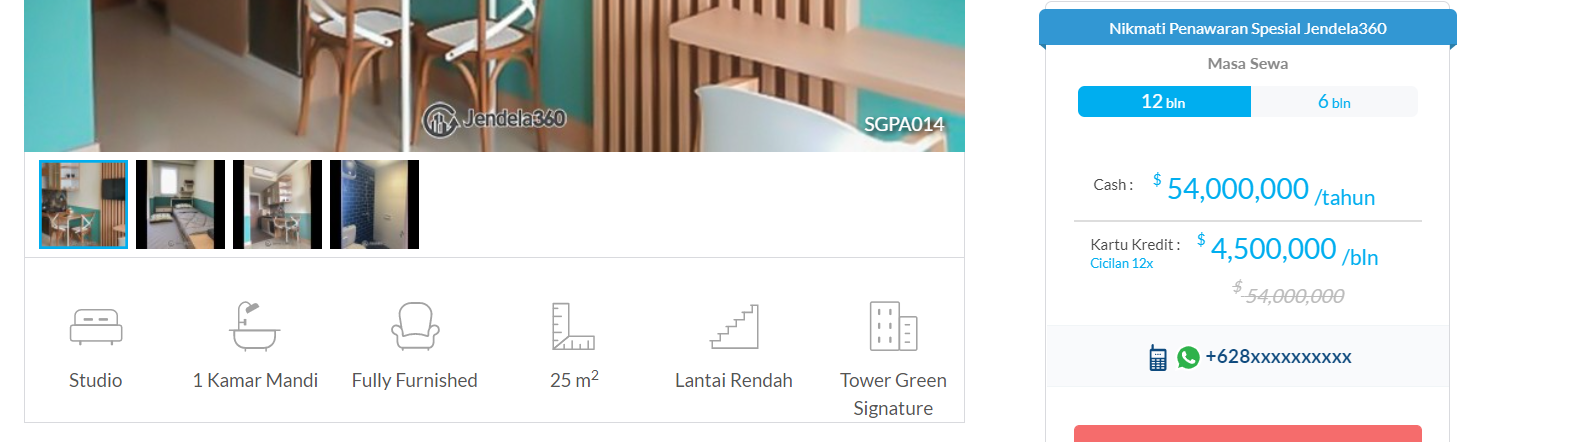 Jendela360
SGPA014
Studio
1 Kamar Mandi
Fully Furnished
25 m²
Lantai Rendah
Tower Green
Signature
Nikmati Penawaran Spesial Jendela360
Masa Sewa
12 bln
6 bln
Cash : $ 54,000,000 /tahun
Kartu Kredit : $ 4,500,000 /bln
Cicilan 12x
$ 54,000,000
+628xxxxxxxxxx